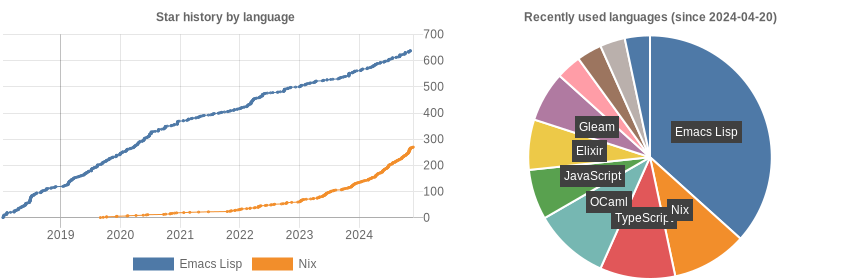 Star history by language
700
600
500
400
300
200
100
0
2019 2020 2021 2022 2023 2024
Emacs Lisp Nix
Recently used languages (since 2024-04-20)
Emacs Lisp
Gleam
Elixir
JavaScript
OCaml
TypeScript
Nix